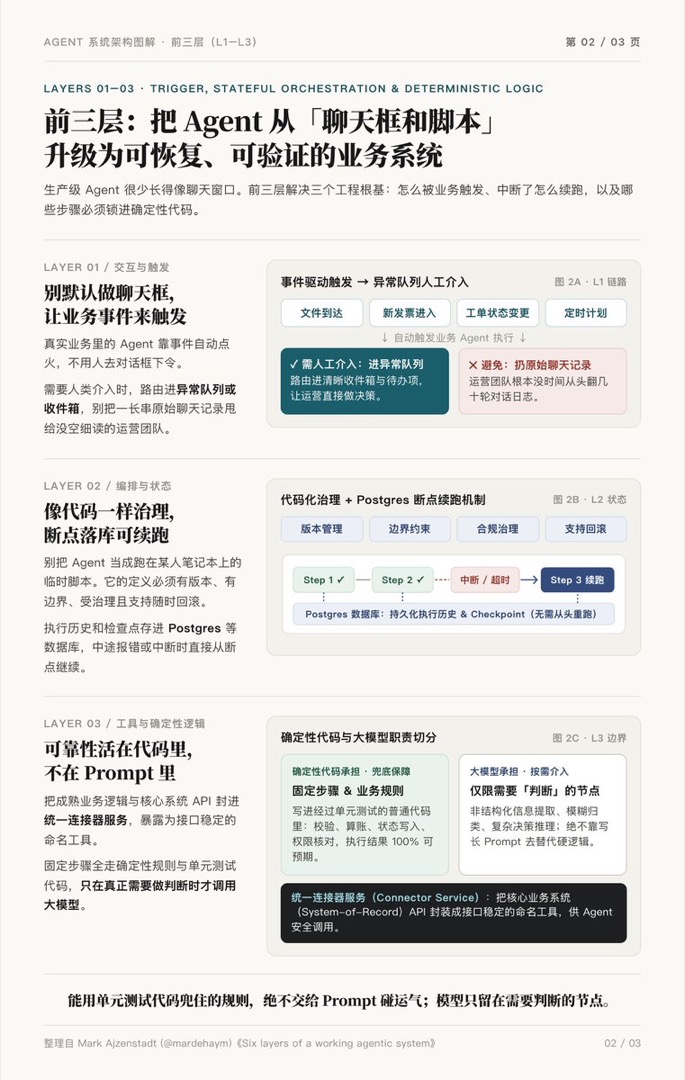 AGENT 系统架构图解 · 前三层（L1—L3）
第 02 / 03 页
LAYERS 01—03 · TRIGGER, STATEFUL ORCHESTRATION & DETERMINISTIC LOGIC
前三层：把 Agent 从「聊天框和脚本」
升级为可恢复、可验证的业务系统
生产级 Agent 很少长得像聊天窗口。前三层解决三个工程根基：怎么被业务触发、中断了怎么续跑，以及哪
些步骤必须锁进确定性代码。
LAYER 01 / 交互与触发
别默认做聊天框，
让业务事件来触发
真实业务里的 Agent 靠事件自动点
火，不用人去对话框下令。
需要人类介入时，路由进异常队列或
收件箱，别把一长串原始聊天记录甩
给没空细读的运营团队。
事件驱动触发 → 异常队列人工介入
图 2A · L1 链路
文件到达
新发票进入
工单状态变更
定时计划
↓ 自动触发业务 Agent 执行 ↓
✓ 需人工介入：进异常队列
路由进清晰收件箱与待办项，
让运营直接做决策。
✕ 避免：扔原始聊天记录
运营团队根本没时间从头翻几
十轮对话日志。
LAYER 02 / 编排与状态
像代码一样治理，
断点落库可续跑
别把 Agent 当成跑在某人笔记本上的
临时脚本。它的定义必须有版本、有
边界、受治理且支持随时回滚。
执行历史和检查点存进 Postgres 等
数据库，中途报错或中断时直接从断
点继续。
代码化治理 + Postgres 断点续跑机制
图 2B · L2 状态
版本管理
边界约束
合规治理
支持回滚
Step 1 ✓
Step 2 ✓
中断 / 超时
Step 3 续跑
Postgres 数据库：持久化执行历史 & Checkpoint（无需从头重跑）
LAYER 03 / 工具与确定性逻辑
可靠性活在代码里，
不在 Prompt 里
把成熟业务逻辑与核心系统 API 封进
统一连接器服务，暴露为接口稳定的
命名工具。
固定步骤全走确定性规则与单元测试
代码，只在真正需要做判断时才调用
大模型。
确定性代码与大模型职责切分
图 2C · L3 边界
确定性代码承担 · 兜底保障
固定步骤 & 业务规则
写进经过单元测试的普通代码
里：校验、算账、状态写入、
权限核对，执行结果 100% 可
预期。
大模型承担 · 按需介入
仅限需要「判断」的节点
非结构化信息提取、模糊归
类、复杂决策推理；绝不靠写
长 Prompt 去替代硬逻辑。
统一连接器服务（Connector Service）：把核心业务系统
（System-of-Record）API 封装成接口稳定的命名工具，供 Agent
安全调用。
能用单元测试代码兜住的规则，绝不交给 Prompt 碰运气；模型只留在需要判断的节点。
整理自 Mark Ajzenstadt (@mardehaym)《Six layers of a working agentic system》
02 / 03